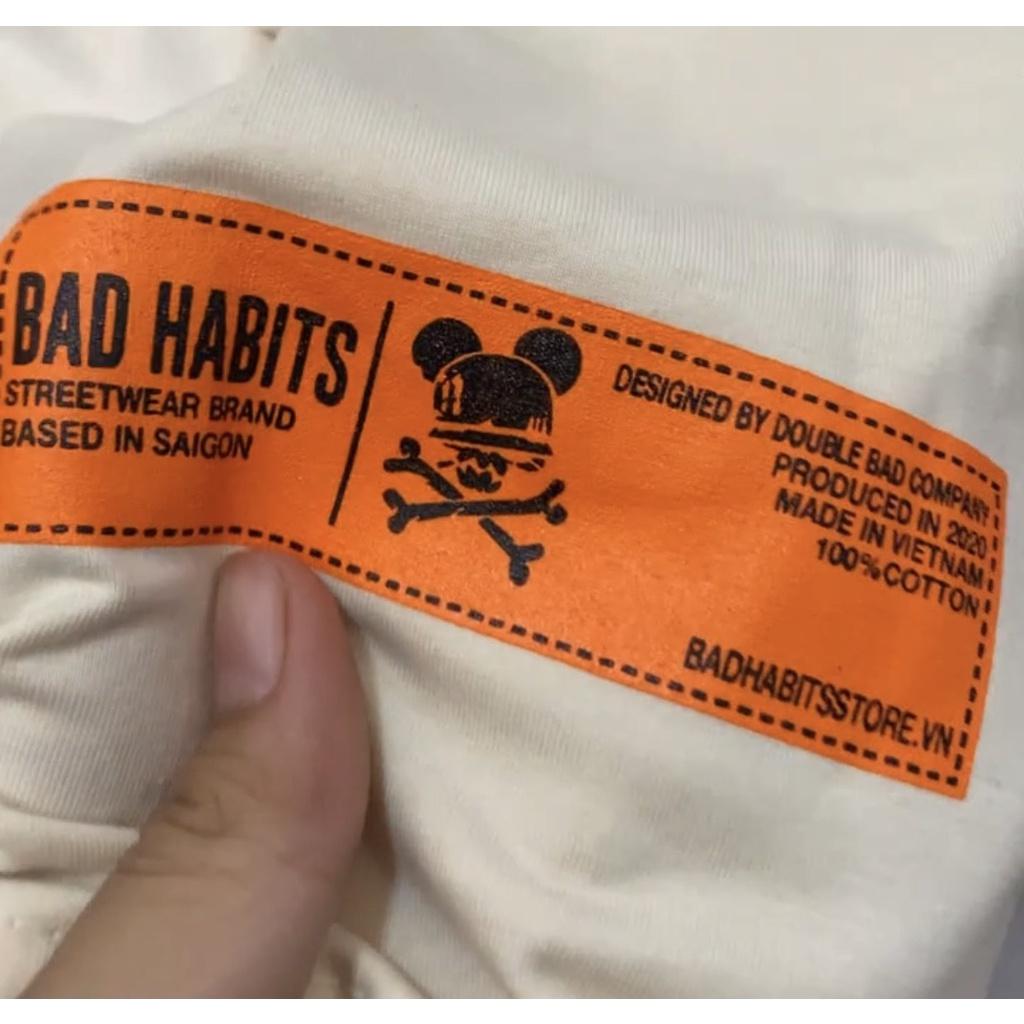 BAD HABITS
STREETWEAR BRAND
BASED IN SAIGON
DESIGNED BY DOUBLE BAD COMPANY
PRODUCED IN 2020
MADE IN VIETNAM
100% COTTON
BADHABITSSTORE.VN